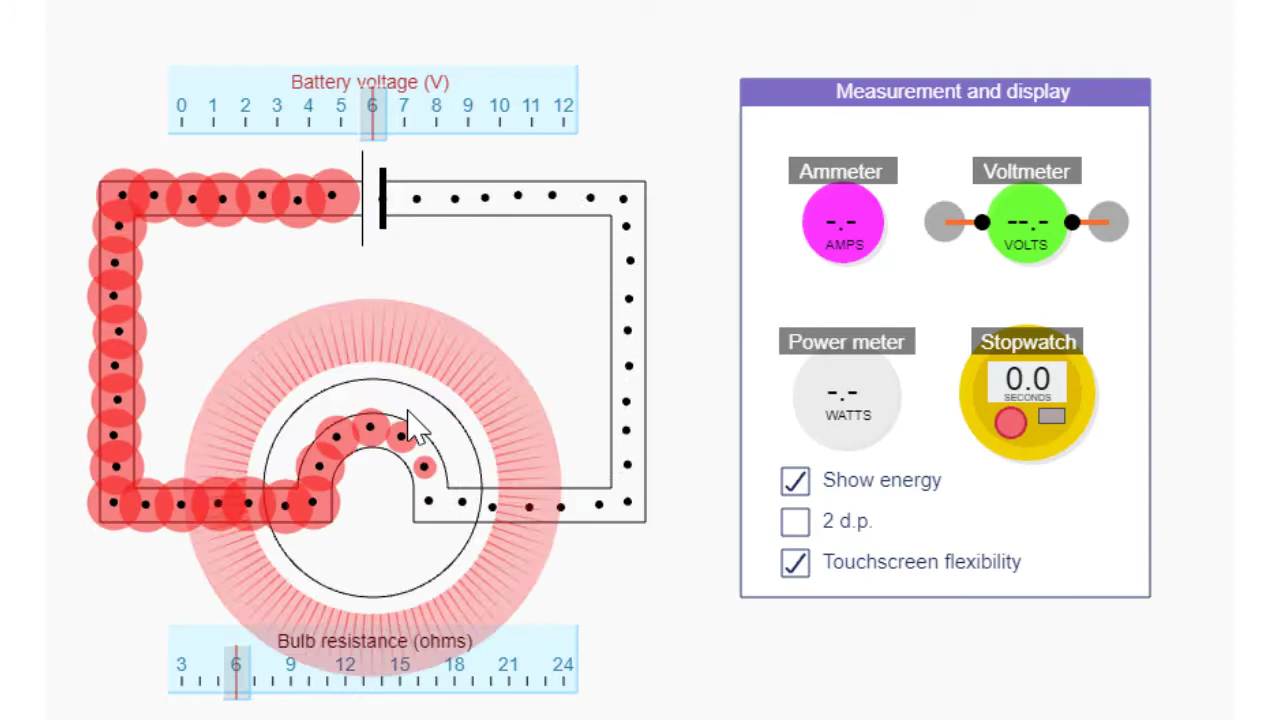 Battery voltage (V)
0 1 2 3 4 5 6 7 8 9 10 11 12
Measurement and display
Ammeter
-.-
AMPS
Voltmeter
--.-
VOLTS
Power meter
-.-
WATTS
Stopwatch
0.0
SECONDS
Show energy
2 d.p.
Touchscreen flexibility
Bulb resistance (ohms)
3 6 9 12 15 18 21 24